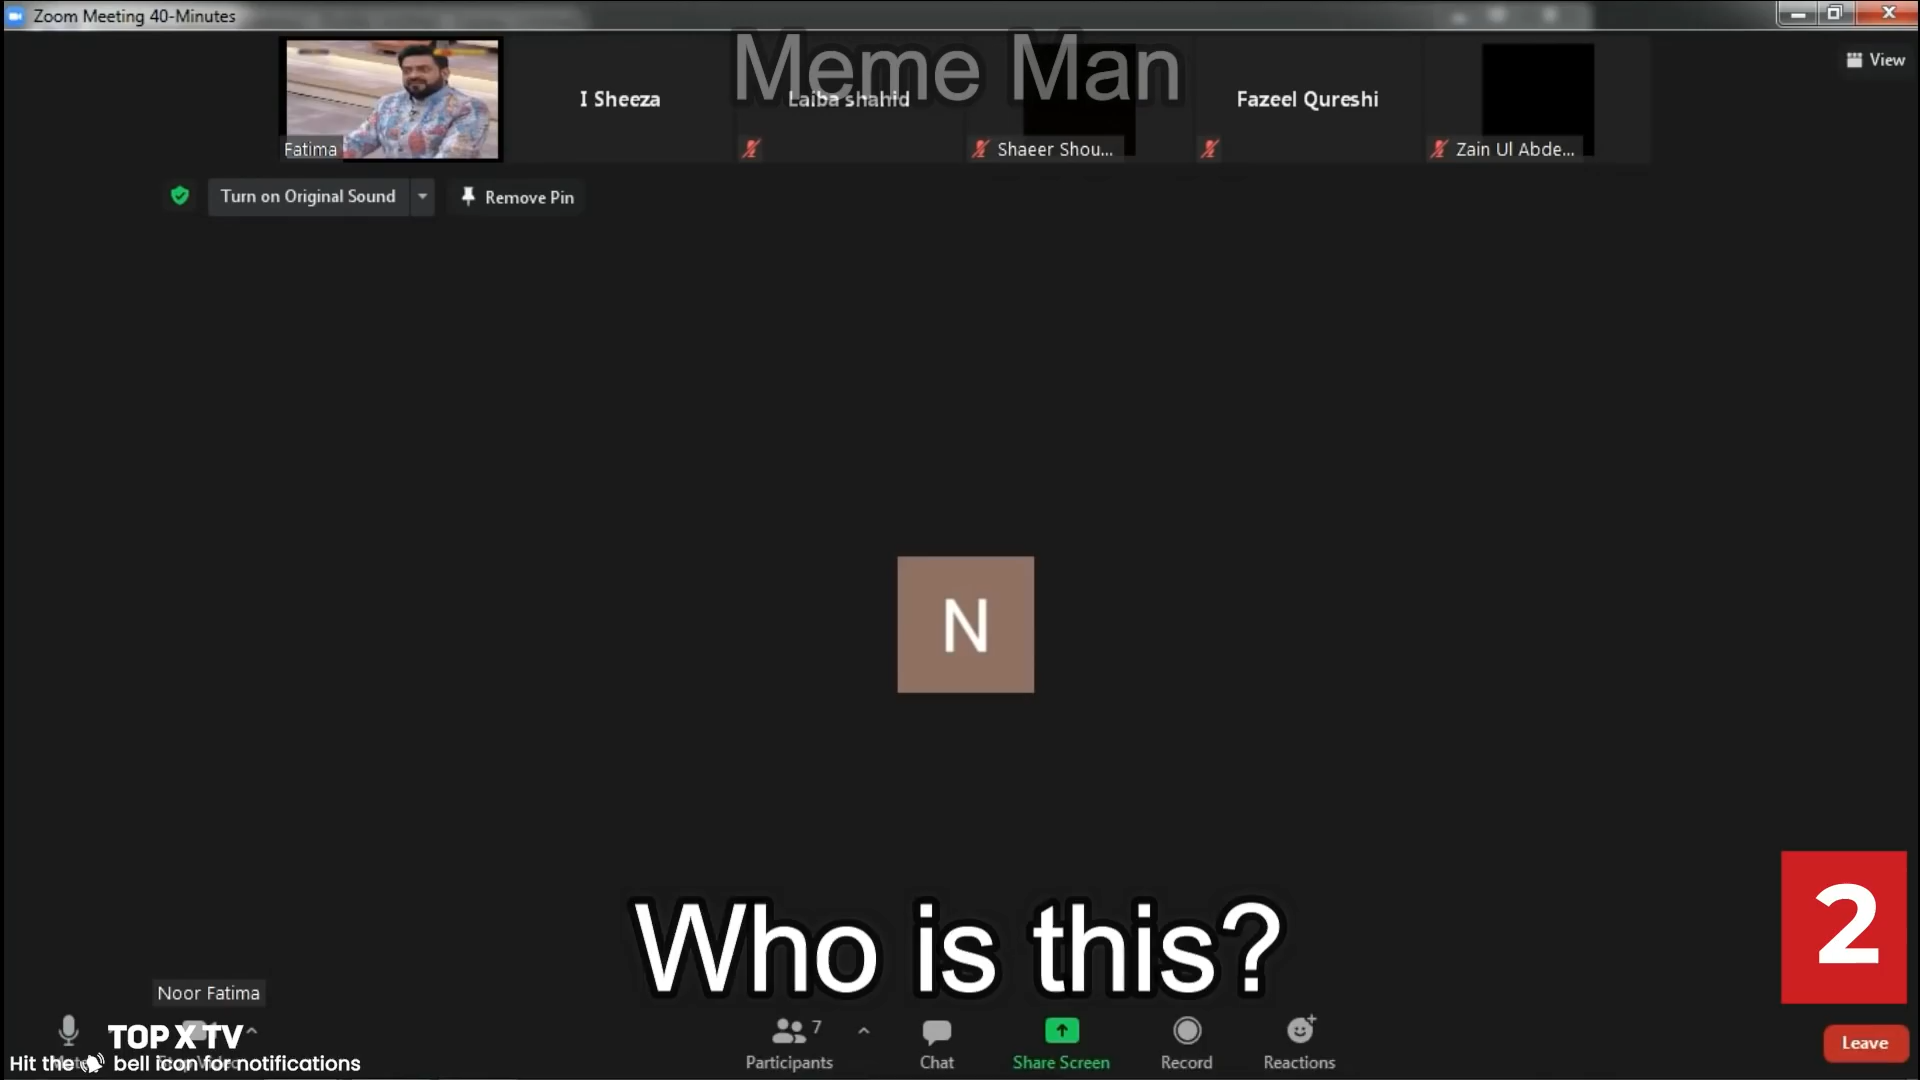 Zoom Meeting 40-Minutes
Meme Man
View
I Sheeza
Laiba shahid
Fazeel Qureshi
Fatima
Shaeer Shou...
Zain Ul Abde...
Turn on Original Sound
Remove Pin
N
2
Who is this?
Noor Fatima
TOP X TV
7
Participants
Chat
Share Screen
Record
Reactions
Leave
Hit the bell icon for notifications